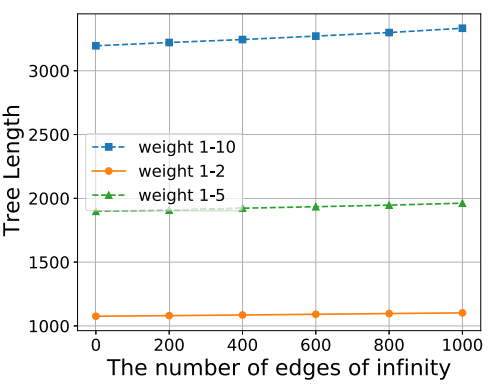 3000
2500
2000
1500
1000
Tree Length
weight 1-10
weight 1-2
weight 1-5
0 200 400 600 800 1000
The number of edges of infinity